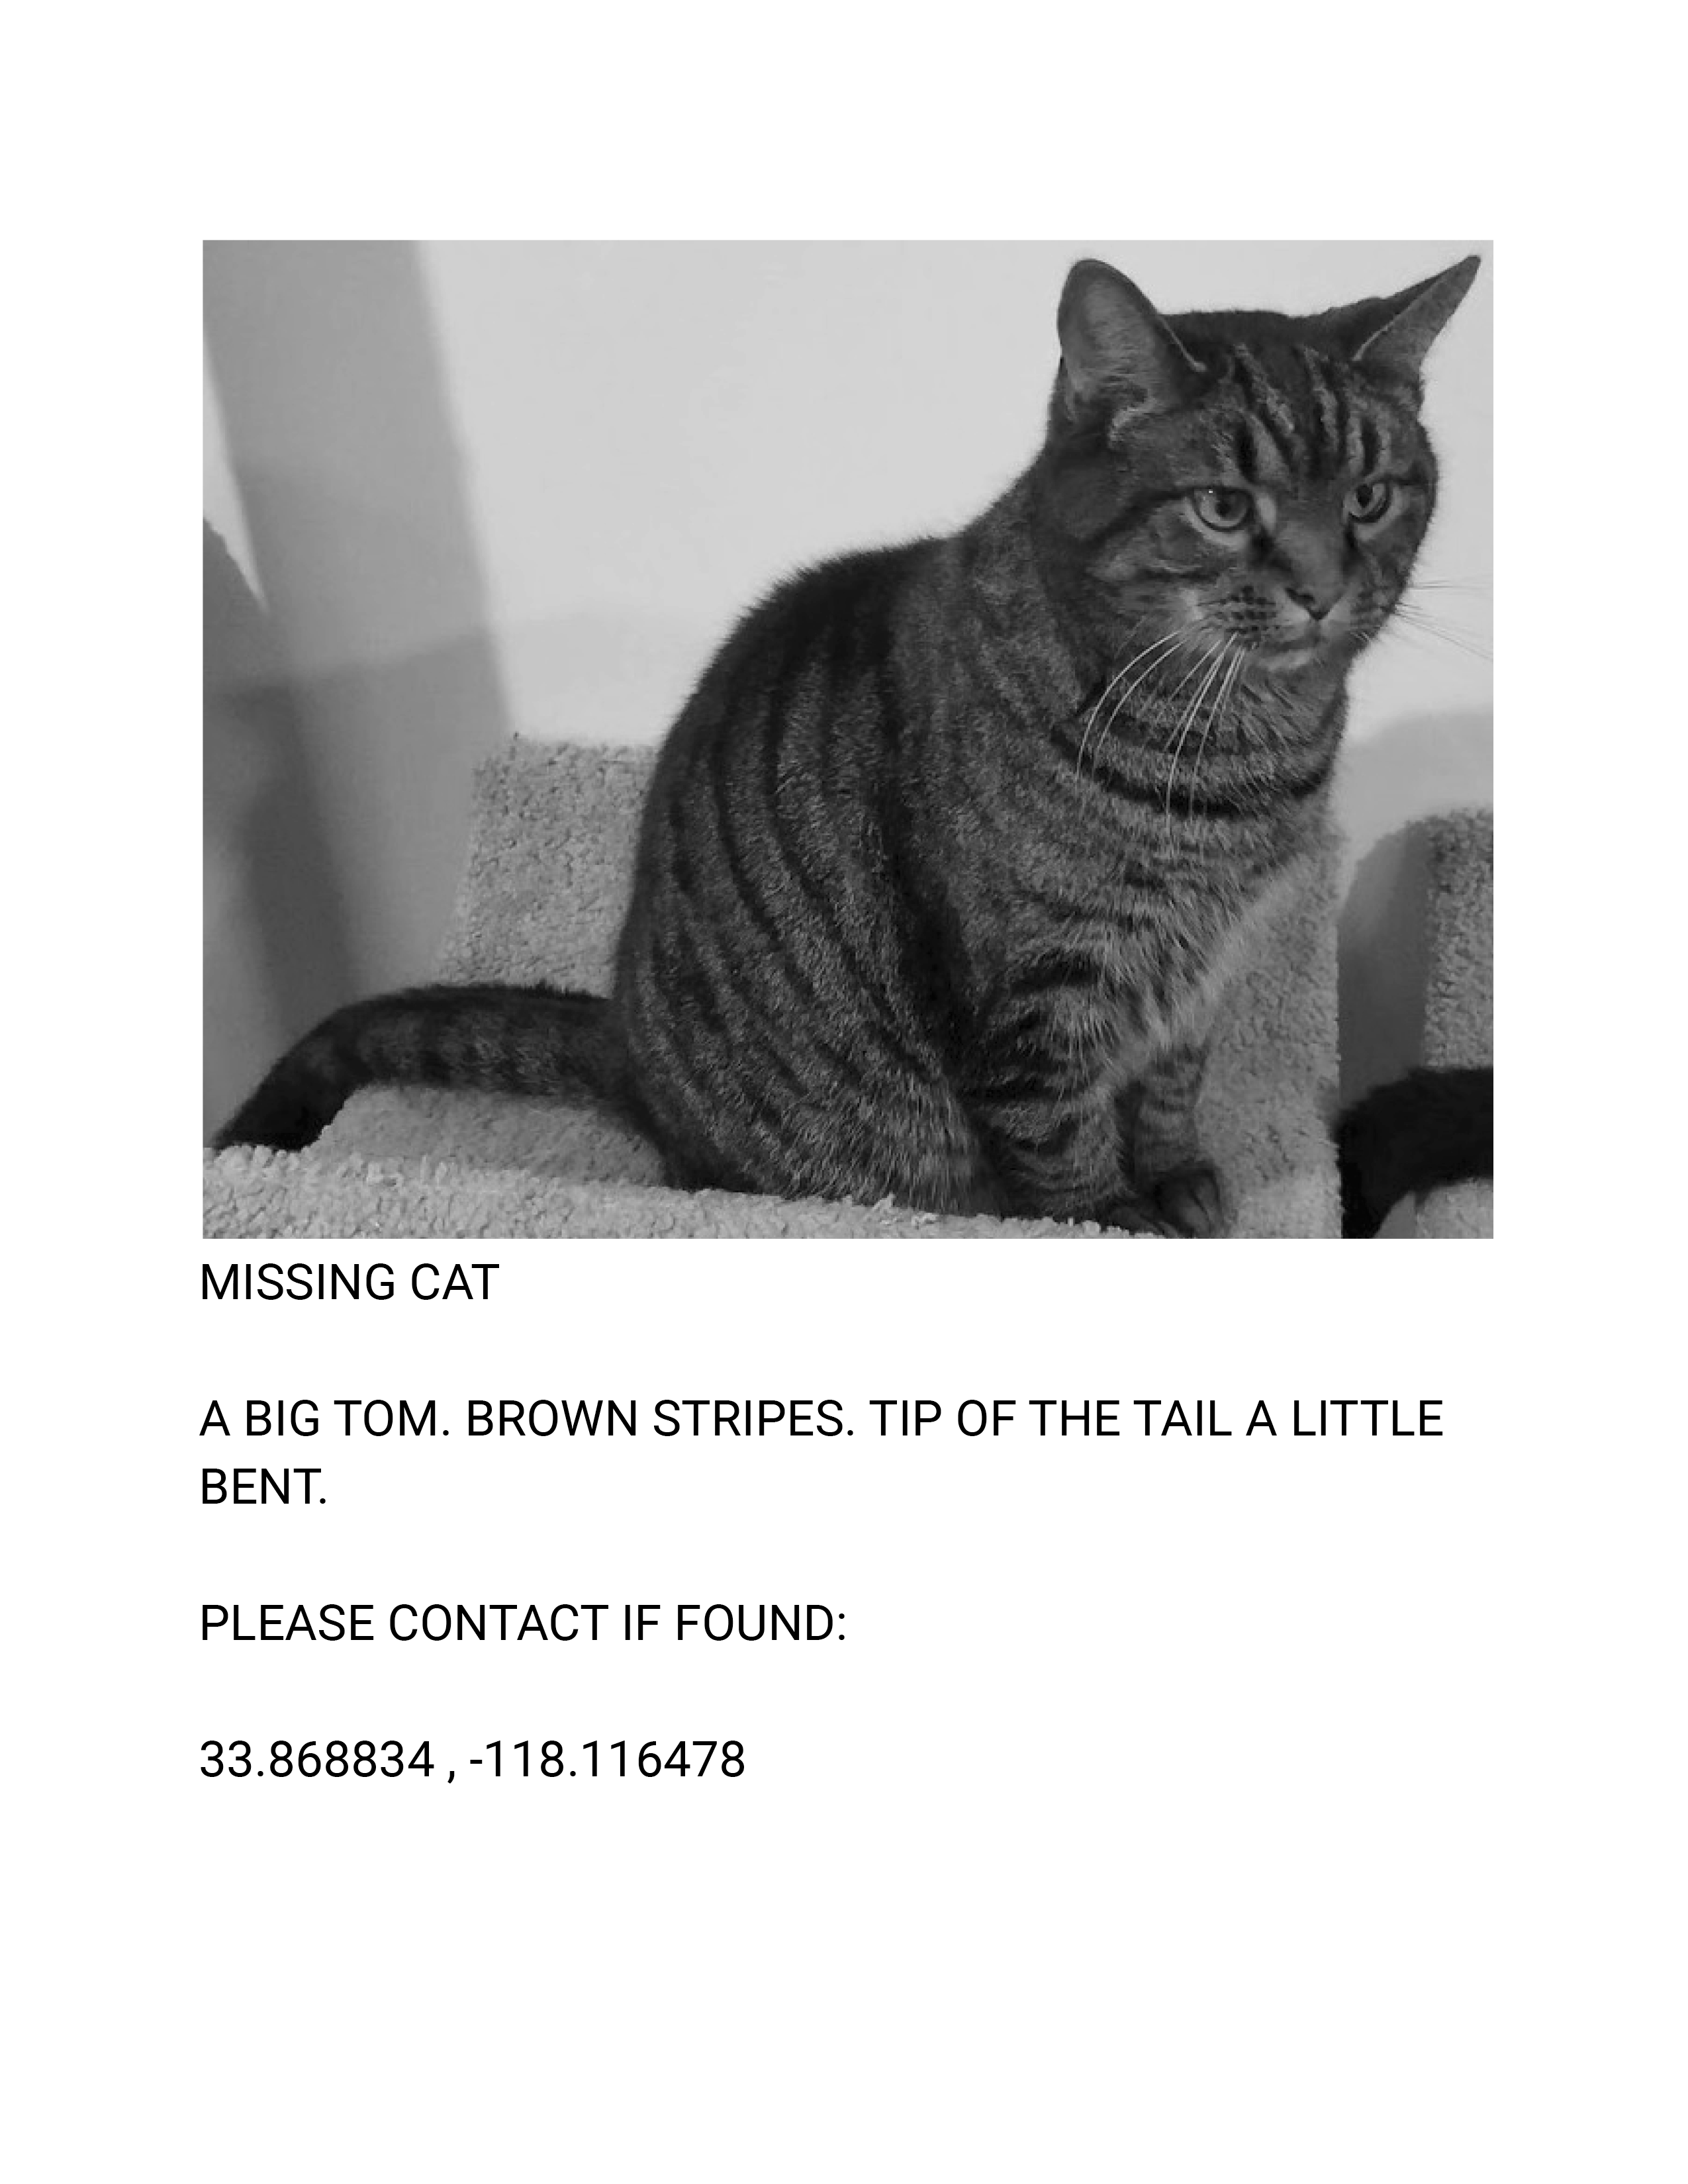 MISSING CAT
A BIG TOM. BROWN STRIPES. TIP OF THE TAIL A LITTLE
BENT.
PLEASE CONTACT IF FOUND:
33.868834 , -118.116478